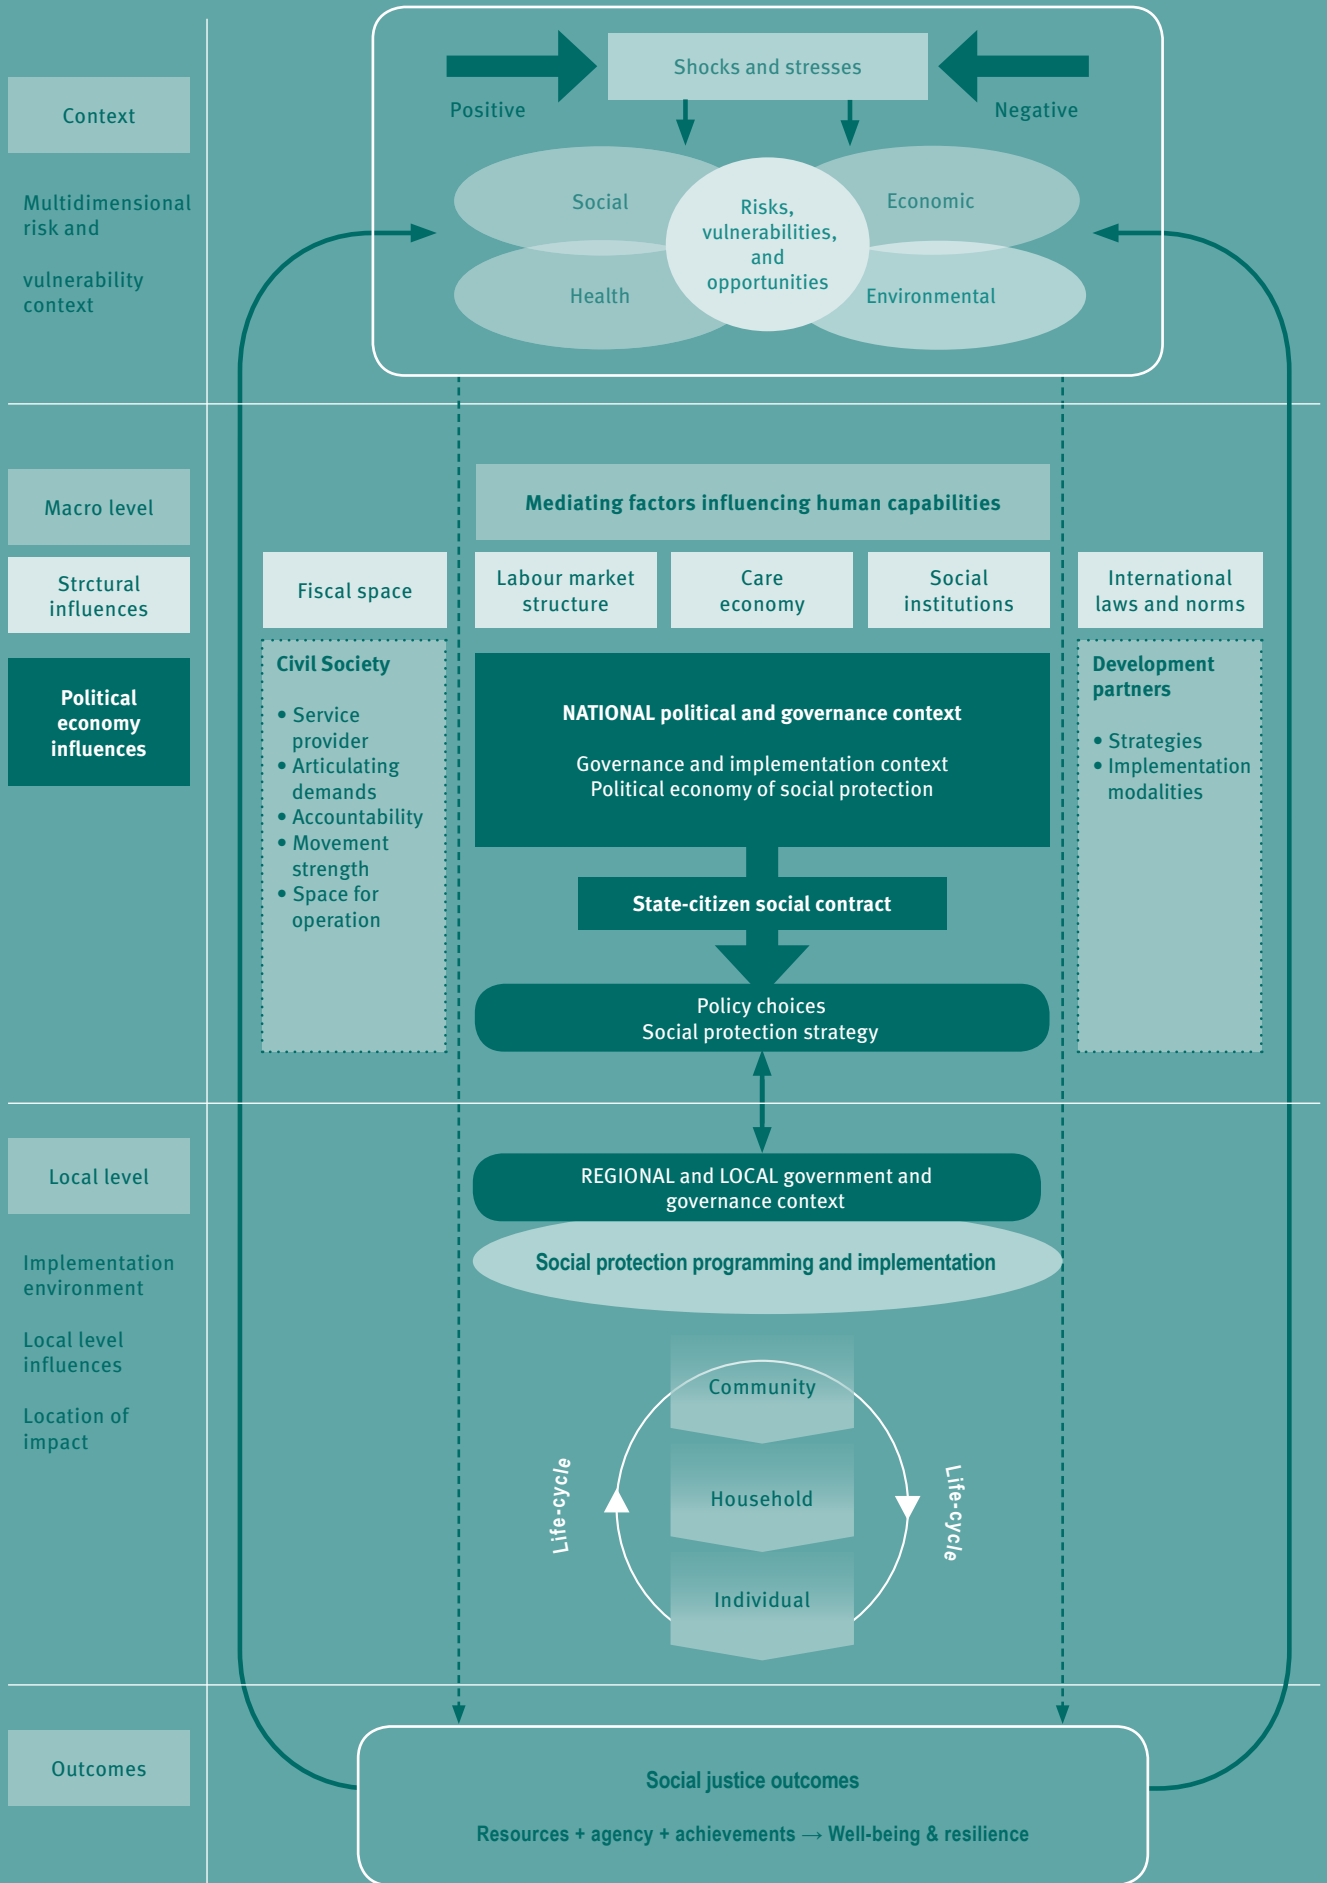 Context
Multidimensional
risk and
vulnerability
context
Shocks and stresses
Positive
Negative
Social
Economic
Risks,
vulnerabilities,
and
opportunities
Health
Environmental
Macro level
Strctural
influences
Political
economy
influences
Mediating factors influencing human capabilities
Fiscal space
Labour market
structure
Care
economy
Social
institutions
International
laws and norms
Civil Society
• Service
provider
• Articulating
demands
• Accountability
• Movement
strength
• Space for
operation
NATIONAL political and governance context
Governance and implementation context
Political economy of social protection
Development
partners
• Strategies
• Implementation
modalities
State-citizen social contract
Policy choices
Social protection strategy
Local level
Implementation
environment
Local level
influences
Location of
impact
REGIONAL and LOCAL government and
governance context
Social protection programming and implementation
Community
Household
Individual
Life-cycle
Life-cycle
Outcomes
Social justice outcomes
Resources + agency + achievements → Well-being & resilience